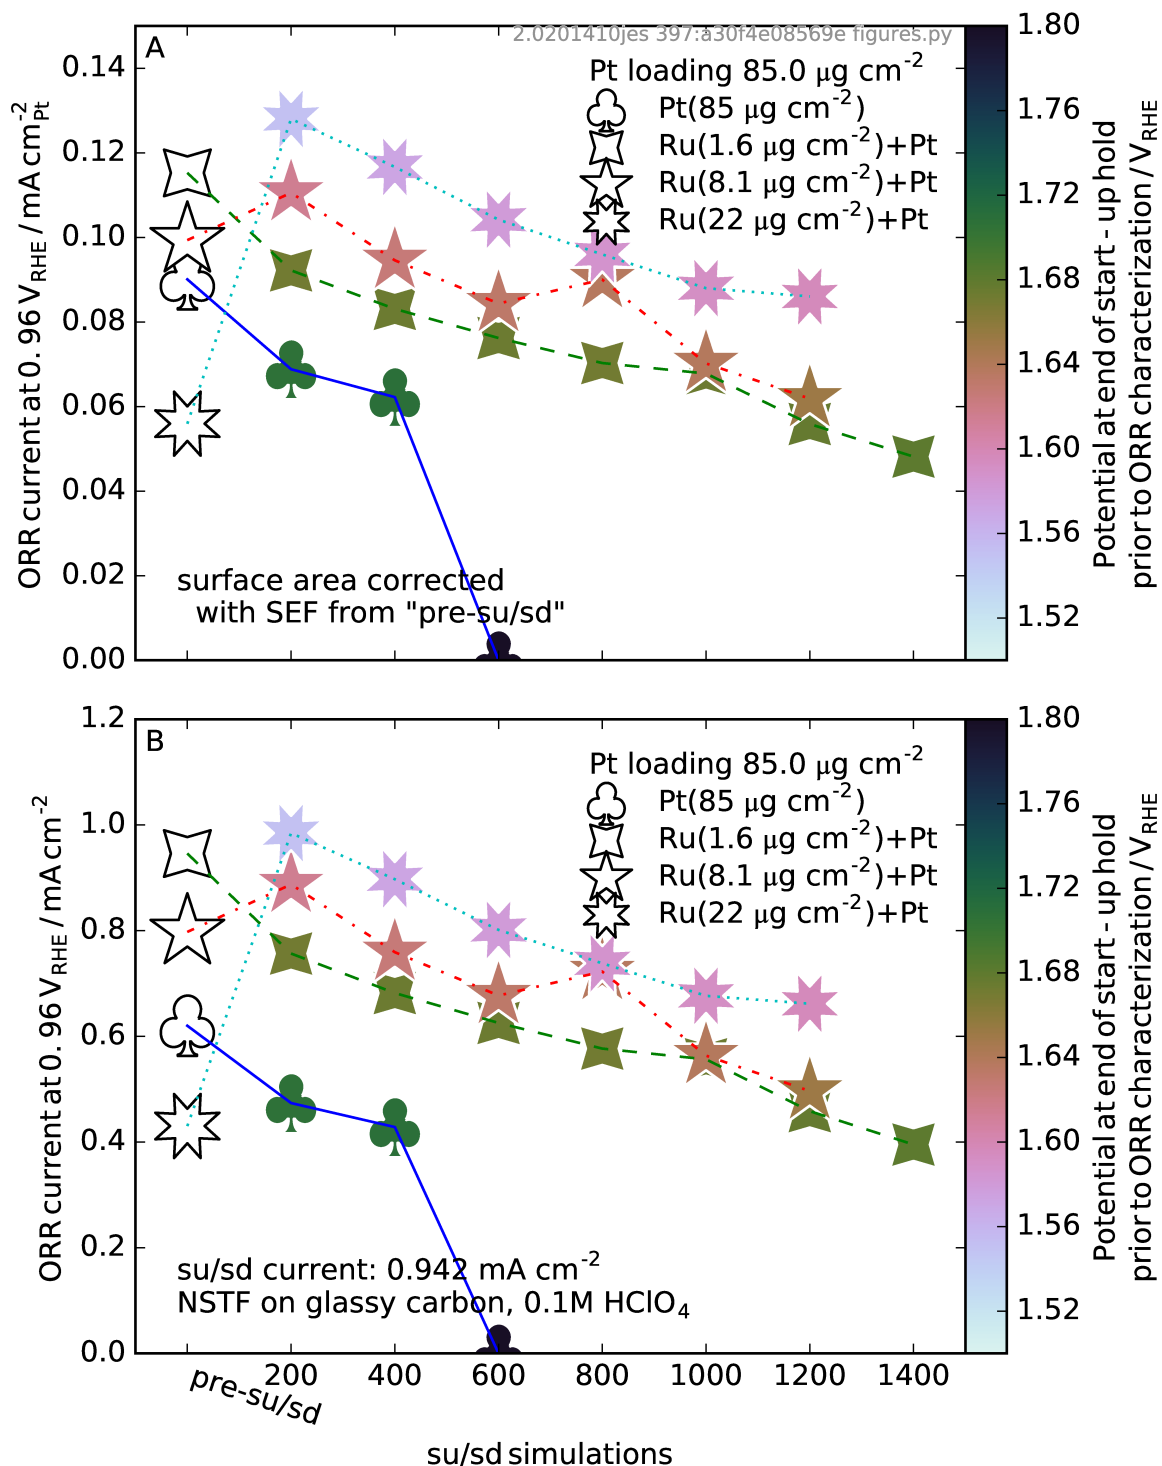 2.0201410jes 397:a30f4e08569e figures.py
A
Pt loading 85.0 μg cm-2
Pt(85 μg cm-2)
Ru(1.6 μg cm-2)+Pt
Ru(8.1 μg cm-2)+Pt
Ru(22 μg cm-2)+Pt
0.14
0.12
0.10
0.08
0.06
0.04
0.02
0.00
ORR current at 0.96 VRHE / mA cm-2Pt
surface area corrected
with SEF from "pre-su/sd"
1.80
1.76
1.72
1.68
1.64
1.60
1.56
1.52
Potential at end of start-up hold
prior to ORR characterization / VRHE
B
Pt loading 85.0 μg cm-2
Pt(85 μg cm-2)
Ru(1.6 μg cm-2)+Pt
Ru(8.1 μg cm-2)+Pt
Ru(22 μg cm-2)+Pt
1.2
1.0
0.8
0.6
0.4
0.2
0.0
ORR current at 0.96 VRHE / mA cm-2
su/sd current: 0.942 mA cm-2
NSTF on glassy carbon, 0.1M HClO4
1.80
1.76
1.72
1.68
1.64
1.60
1.56
1.52
Potential at end of start-up hold
prior to ORR characterization / VRHE
pre-su/sd 200 400 600 800 1000 1200 1400
su/sd simulations